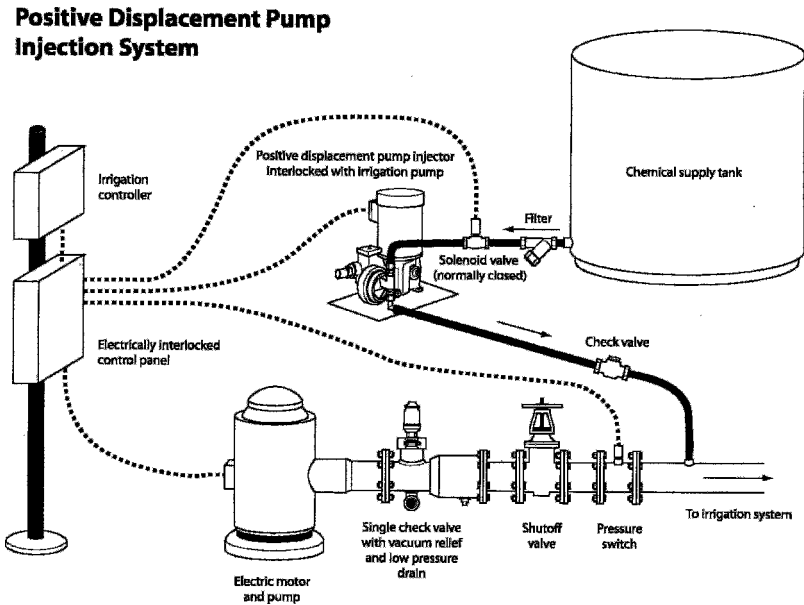 Positive Displacement Pump
Injection System
Irrigation
controller
Positive displacement pump injector
interlocked with irrigation pump
Chemical supply tank
Filter
Solenoid valve
(normally closed)
Electrically interlocked
control panel
Check valve
To irrigation system
Single check valve
with vacuum relief
and low pressure
drain
Shutoff
valve
Pressure
switch
Electric motor
and pump